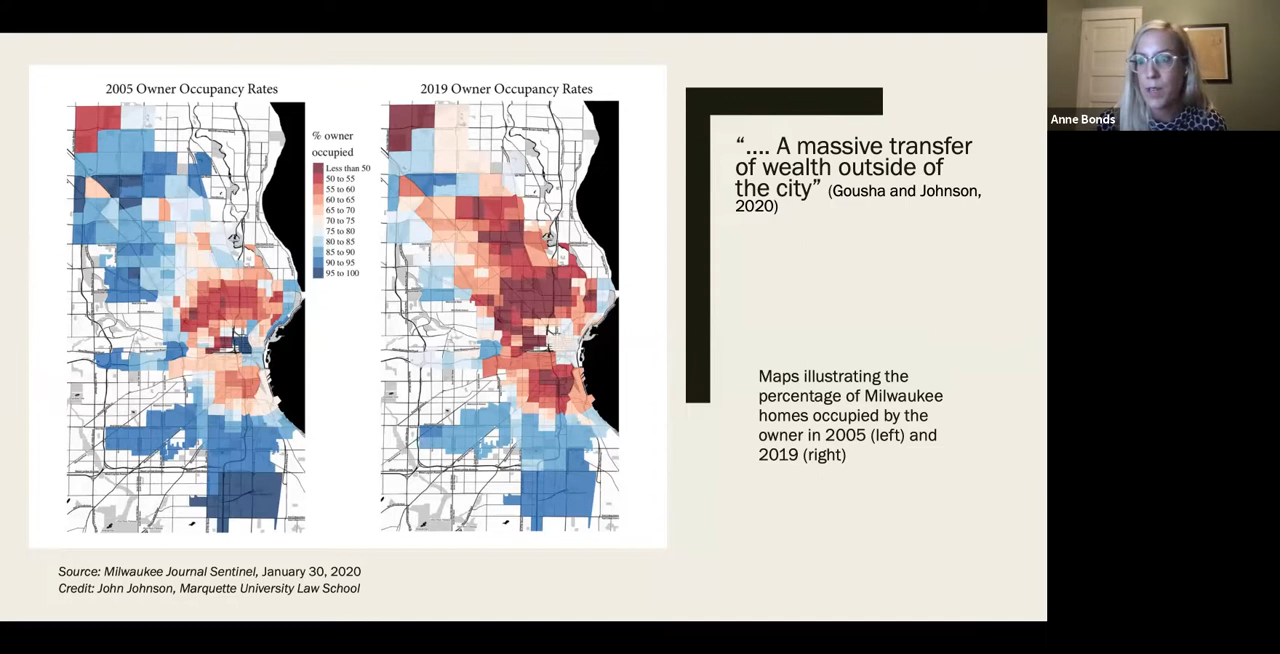 2005 Owner Occupancy Rates
2019 Owner Occupancy Rates
% owner
occupied
Less than 50
50 to 55
55 to 60
60 to 65
65 to 70
70 to 75
75 to 80
80 to 85
85 to 90
90 to 95
95 to 100
“.... A massive transfer
of wealth outside of
the city” (Gousha and Johnson,
2020)
Maps illustrating the
percentage of Milwaukee
homes occupied by the
owner in 2005 (left) and
2019 (right)
Source: Milwaukee Journal Sentinel, January 30, 2020
Credit: John Johnson, Marquette University Law School
Anne Bonds